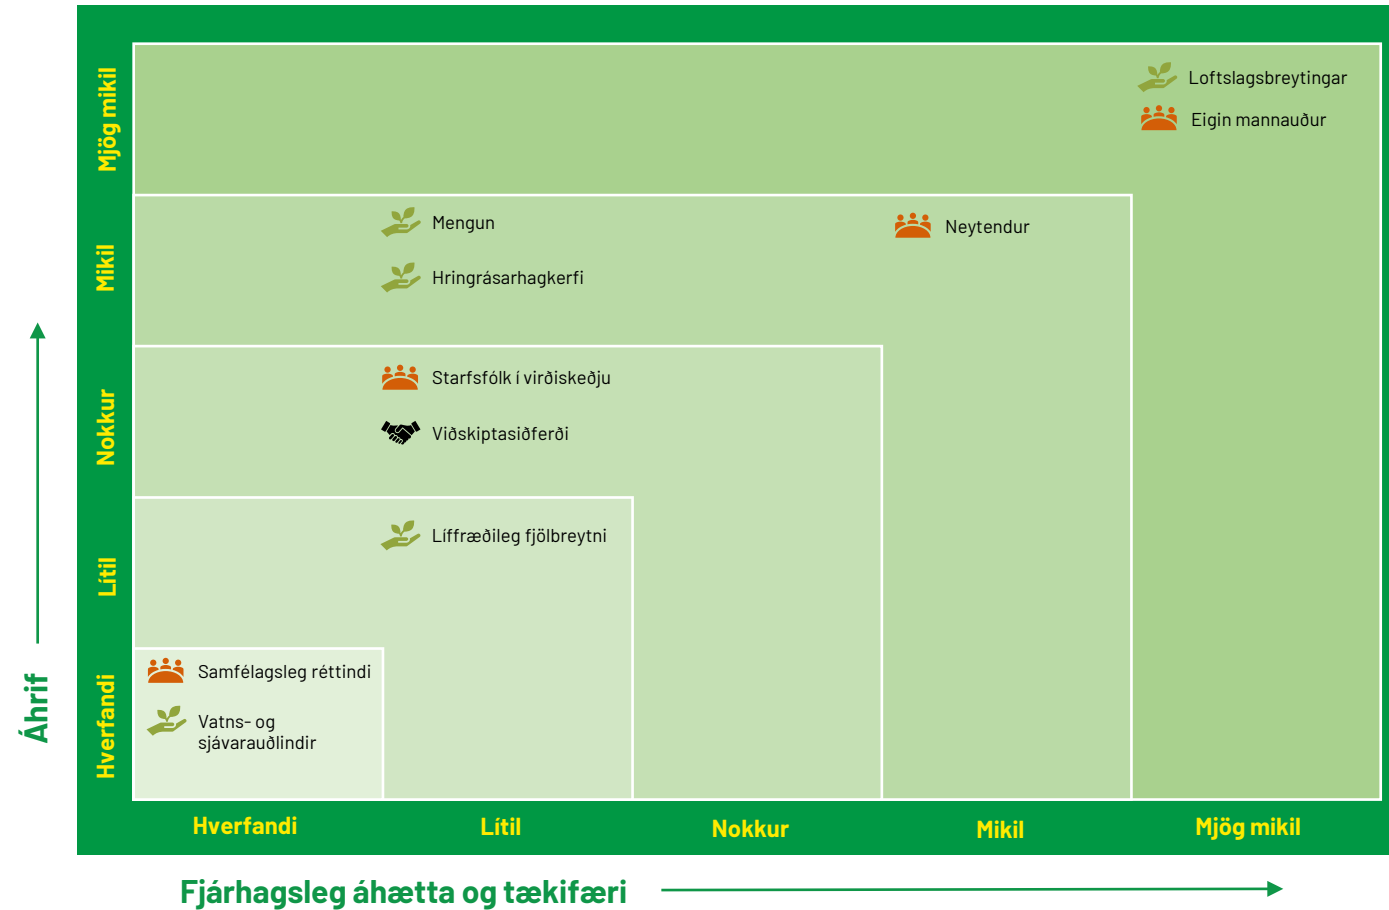 Mjög mikil
Loftslagsbreytingar
Eigin mannauður
Mikil
Mengun
Neytendur
Hringrásarhagkerfi
Nokkur
Starfsfólk í virðiskeðju
Viðskiptasiðferði
Lítil
Líffræðileg fjölbreytni
Hverfandi
Samfélagsleg réttindi
Vatns- og
sjávarauðlindir
Áhrif
Hverfandi
Lítil
Nokkur
Mikil
Mjög mikil
Fjárhagsleg áhætta og tækifæri